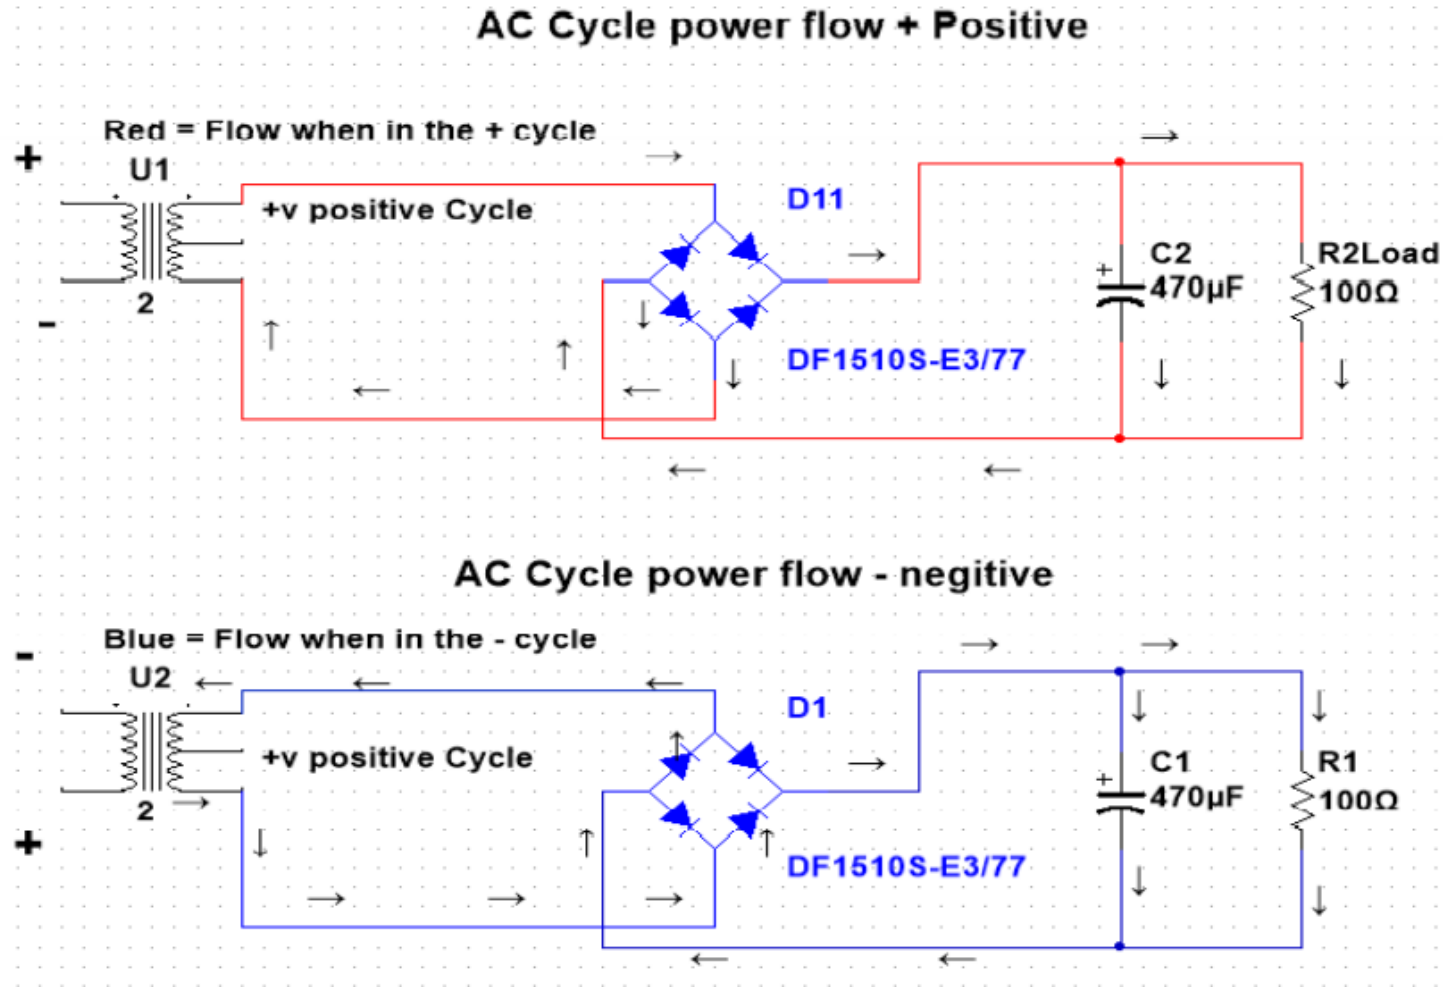 AC Cycle power flow + Positive
Red = Flow when in the + cycle
+
U1
+v positive Cycle
D11
C2
+
470µF
R2Load
100Ω
2
-
DF1510S-E3/77
AC Cycle power flow - negitive
Blue = Flow when in the - cycle
-
U2
+v positive Cycle
D1
C1
+
470µF
R1
100Ω
2
+
DF1510S-E3/77